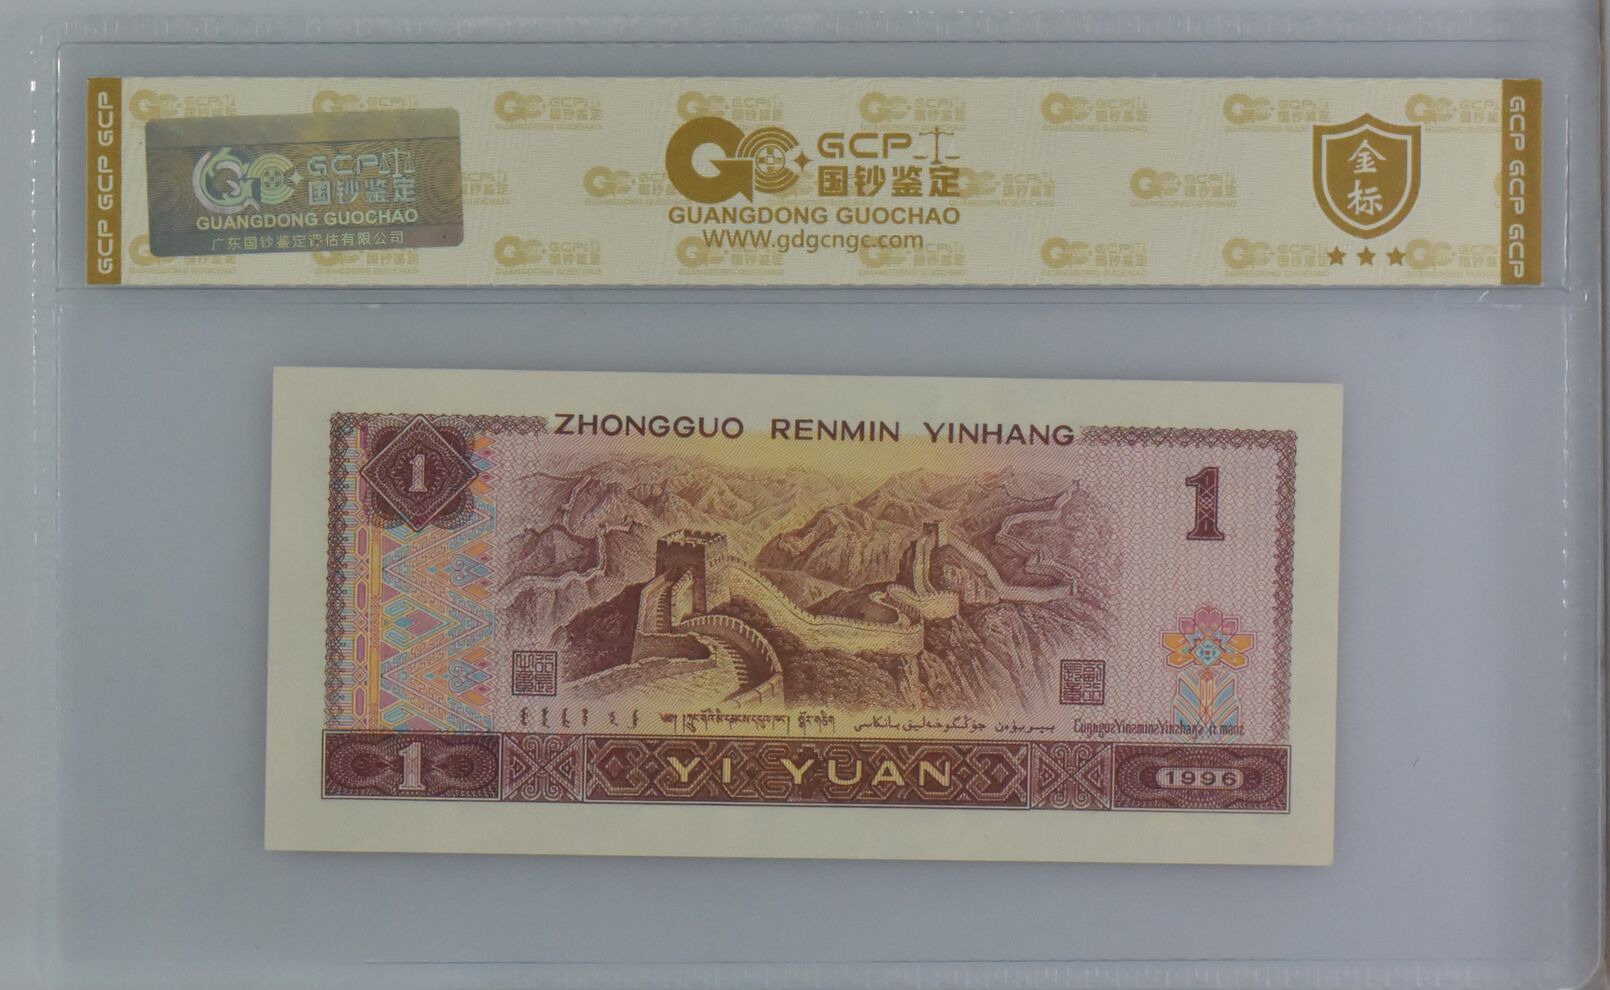 GCP GCP GCP
GCP
国钞鉴定
GUANGDONG GUOCHAO
广东国钞鉴定评估有限公司
GCP
国钞鉴定
GUANGDONG GUOCHAO
WWW.gdgcngc.com
金标
GCP GCP GCP
ZHONGGUO RENMIN YINHANG
1
1
1
YI YUAN
1996